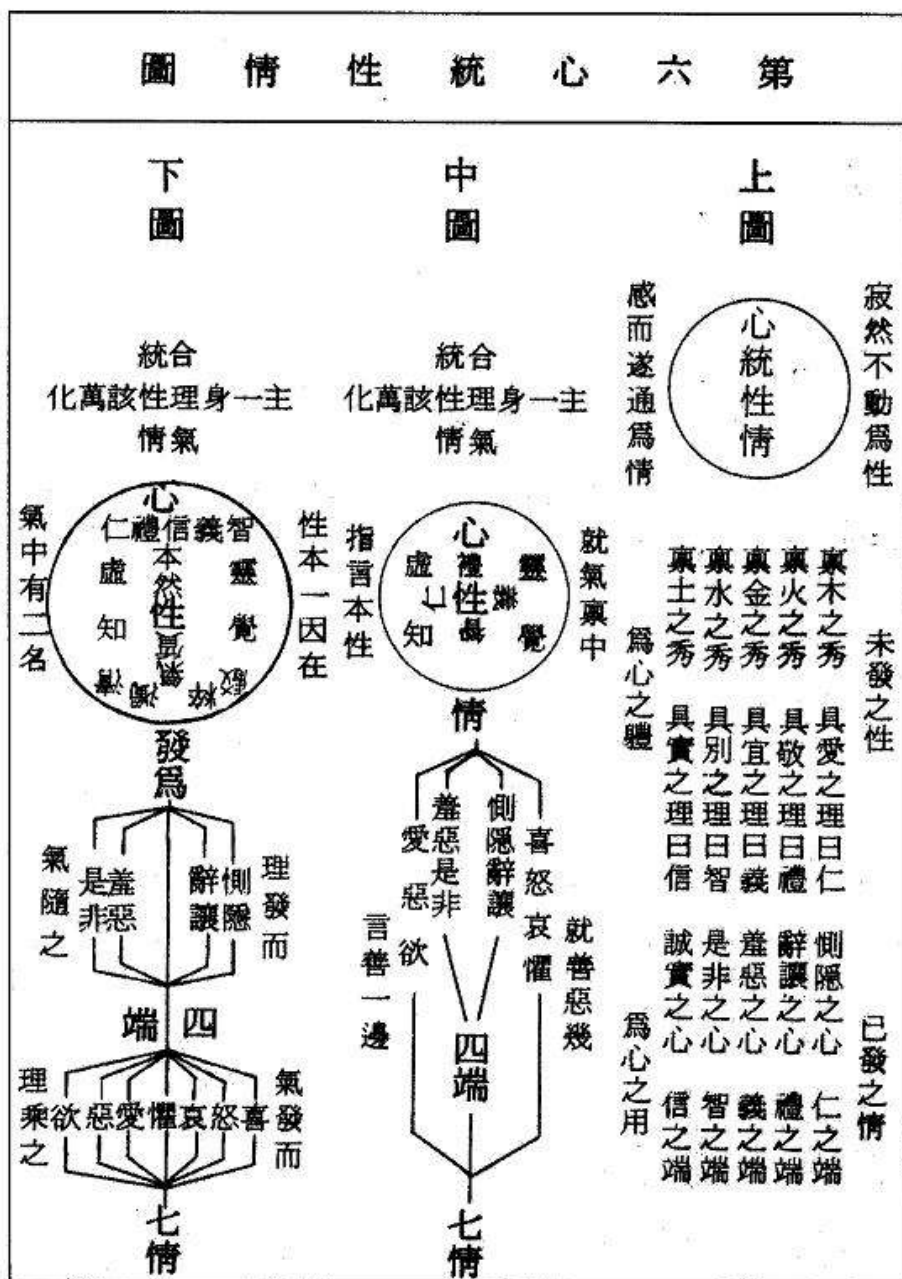 第六心統性情圖
上圖
寂然不動爲性
心統性情
感而遂通爲情
未發之性
稟木之秀 具愛之理曰仁
稟火之秀 具敬之理曰禮
稟金之秀 具宜之理曰義
稟水之秀 具別之理曰智
稟土之秀 具實之理曰信
爲心之體
已發之情
惻隱之心 仁之端
辭讓之心 禮之端
羞惡之心 義之端
是非之心 智之端
誠實之心 信之端
爲心之用
中圖
合
統
主一身理性該萬化
氣
情
就氣稟中
心
虛 禮 靈
仁 性 義
知 覺
指言本性
情
喜怒哀懼
惻隱辭讓
羞惡是非
愛惡欲
就善惡幾
四端
言善一邊
七情
下圖
合
統
主一身理性該萬化
氣
情
性本一因在
心
智義信禮仁
虛 本然 靈
知 性 覺
氣質
清 濁 粹 駁
氣中有二名
發爲
理發而
惻隱
辭讓
羞惡
是非
氣隨之
四端
氣發而
喜怒哀懼愛惡欲
理乘之
七情